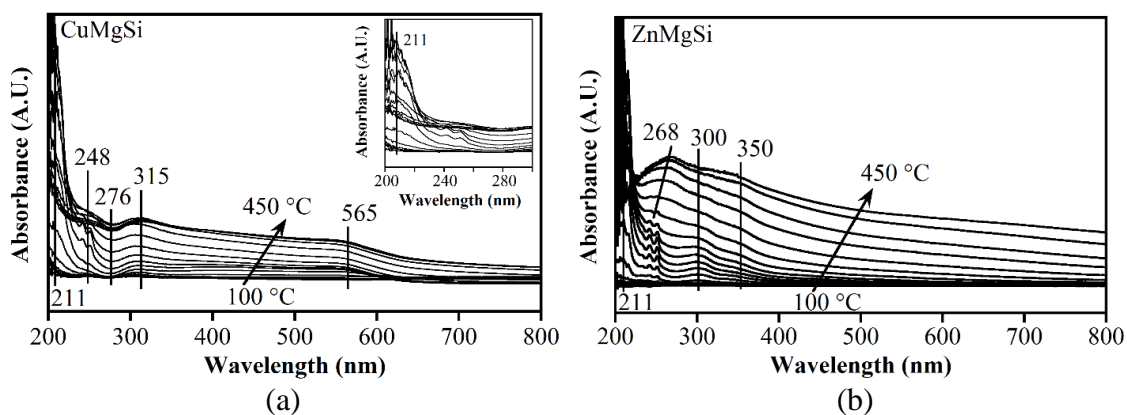 CuMgSi
Absorbance (A.U.)
211
Absorbance (A.U.)
200 240 280
Wavelength (nm)
248
276
315
450 °C
565
211
100 °C
200 300 400 500 600 700 800
Wavelength (nm)
(a)
ZnMgSi
Absorbance (A.U.)
268
300
350
450 °C
211
100 °C
200 300 400 500 600 700 800
Wavelength (nm)
(b)